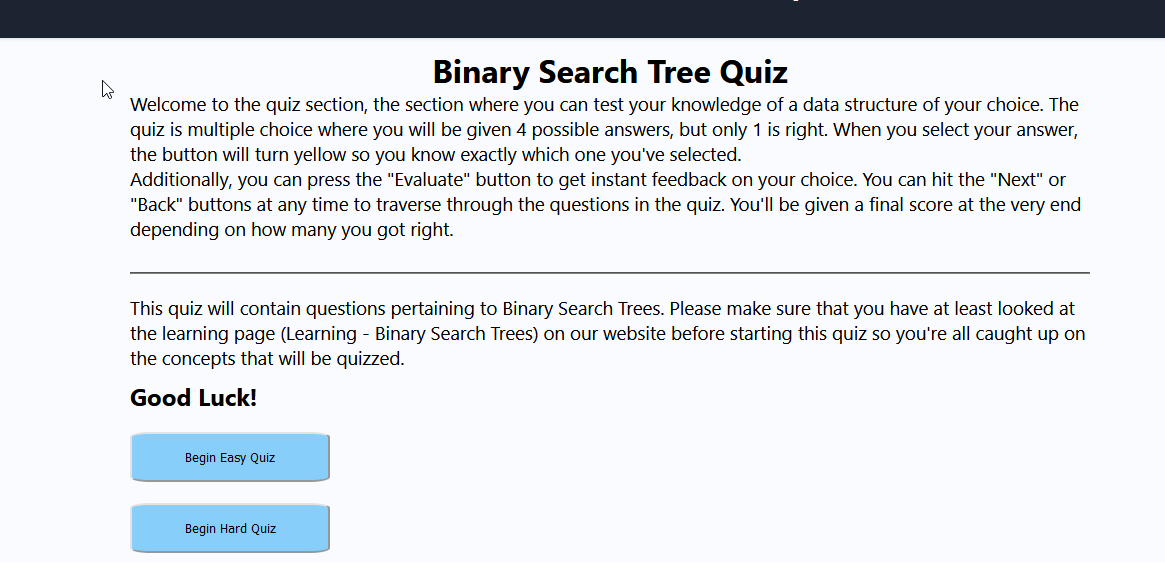 Binary Search Tree Quiz
Welcome to the quiz section, the section where you can test your knowledge of a data structure of your choice. The
quiz is multiple choice where you will be given 4 possible answers, but only 1 is right. When you select your answer,
the button will turn yellow so you know exactly which one you've selected.
Additionally, you can press the "Evaluate" button to get instant feedback on your choice. You can hit the "Next" or
"Back" buttons at any time to traverse through the questions in the quiz. You'll be given a final score at the very end
depending on how many you got right.
This quiz will contain questions pertaining to Binary Search Trees. Please make sure that you have at least looked at
the learning page (Learning - Binary Search Trees) on our website before starting this quiz so you're all caught up on
the concepts that will be quizzed.
Good Luck!
Begin Easy Quiz
Begin Hard Quiz